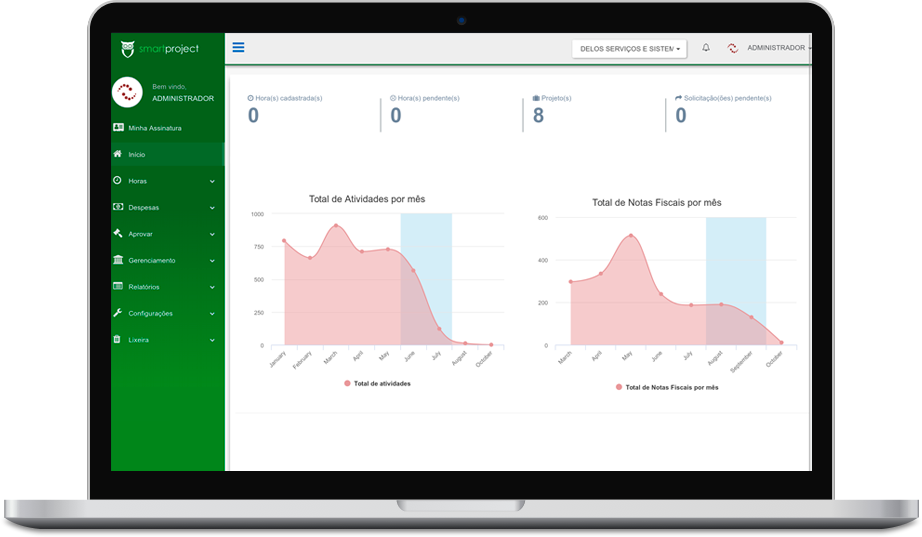 smartproject
DELOS SERVIÇOS E SISTEM
ADMINISTRADOR
Bem vindo,
ADMINISTRADOR
Minha Assinatura
Início
Horas
Despesas
Aprovar
Gerenciamento
Relatórios
Configurações
Lixeira
Hora(s) cadastrada(s)
0
Hora(s) pendente(s)
0
Projeto(s)
8
Solicitação(ões) pendente(s)
0
Total de Atividades por mês
1000
750
500
250
0
January
February
March
April
May
June
July
August
October
Total de atividades
Total de Notas Fiscais por mês
600
400
200
0
March
April
May
June
July
August
September
October
Total de Notas Fiscais por mês